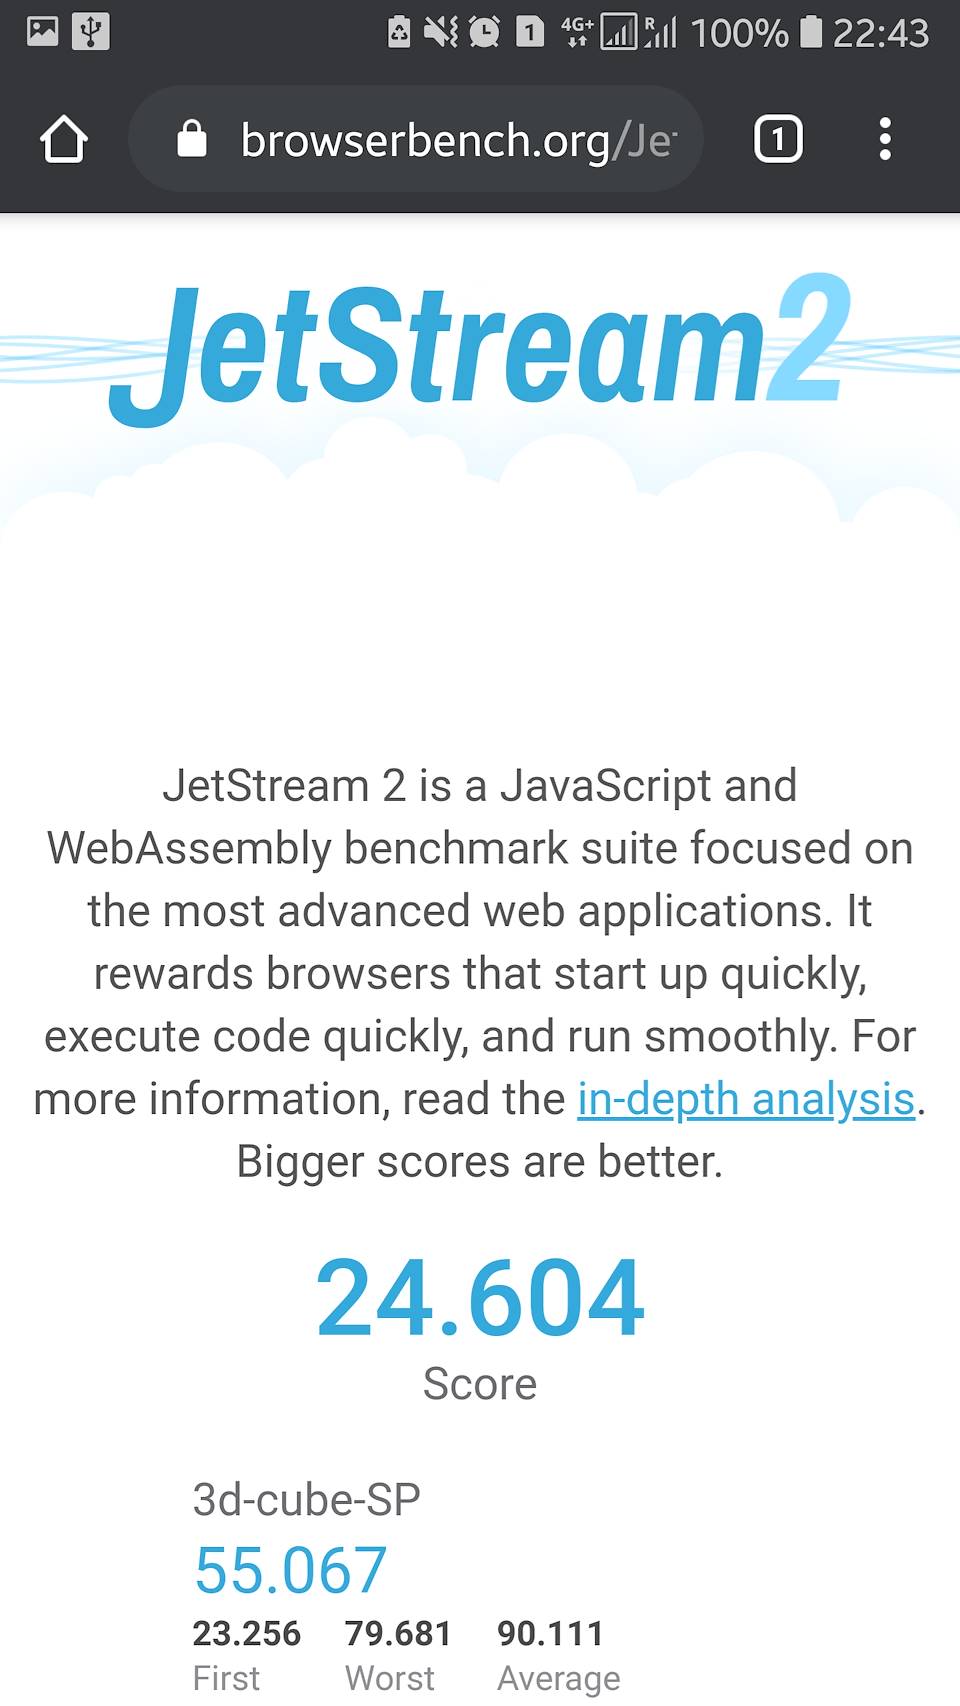 1 4G+ R 100% 22:43
browserbench.org/Je
1
JetStream2
JetStream 2 is a JavaScript and
WebAssembly benchmark suite focused on
the most advanced web applications. It
rewards browsers that start up quickly,
execute code quickly, and run smoothly. For
more information, read the in-depth analysis.
Bigger scores are better.
24.604
Score
3d-cube-SP
55.067
23.256 79.681 90.111
First Worst Average